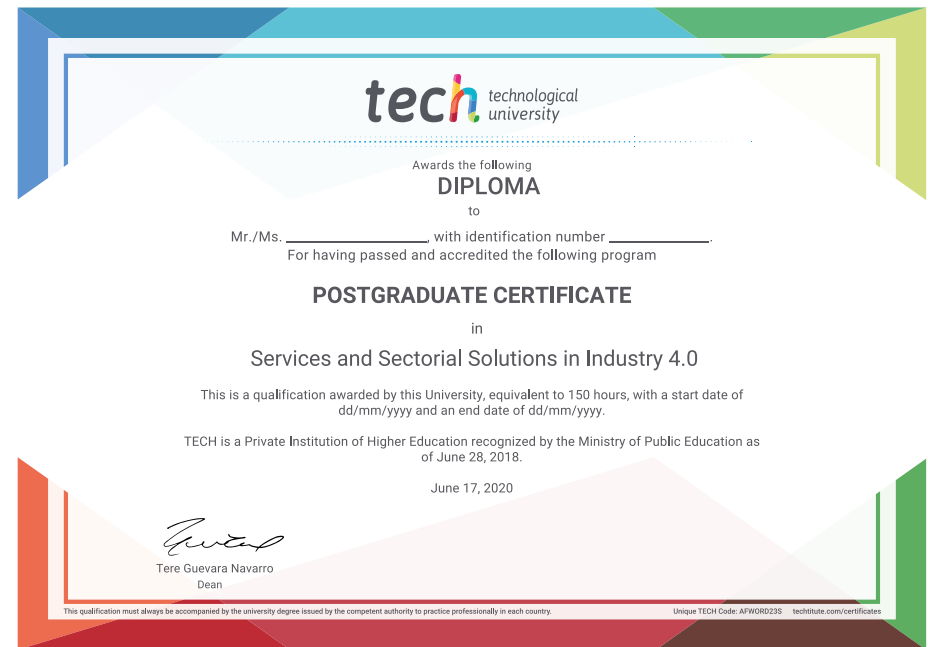 tech technological
university
Awards the following
DIPLOMA
to
Mr./Ms. ____________________, with identification number ______________.
For having passed and accredited the following program
POSTGRADUATE CERTIFICATE
in
Services and Sectorial Solutions in Industry 4.0
This is a qualification awarded by this University, equivalent to 150 hours, with a start date of
dd/mm/yyyy and an end date of dd/mm/yyyy.
TECH is a Private Institution of Higher Education recognized by the Ministry of Public Education as
of June 28, 2018.
June 17, 2020
Tere Guevara Navarro
Dean
This qualification must always be accompanied by the university degree issued by the competent authority to practice professionally in each country.
Unique TECH Code: AFWORD23S techtitute.com/certificates